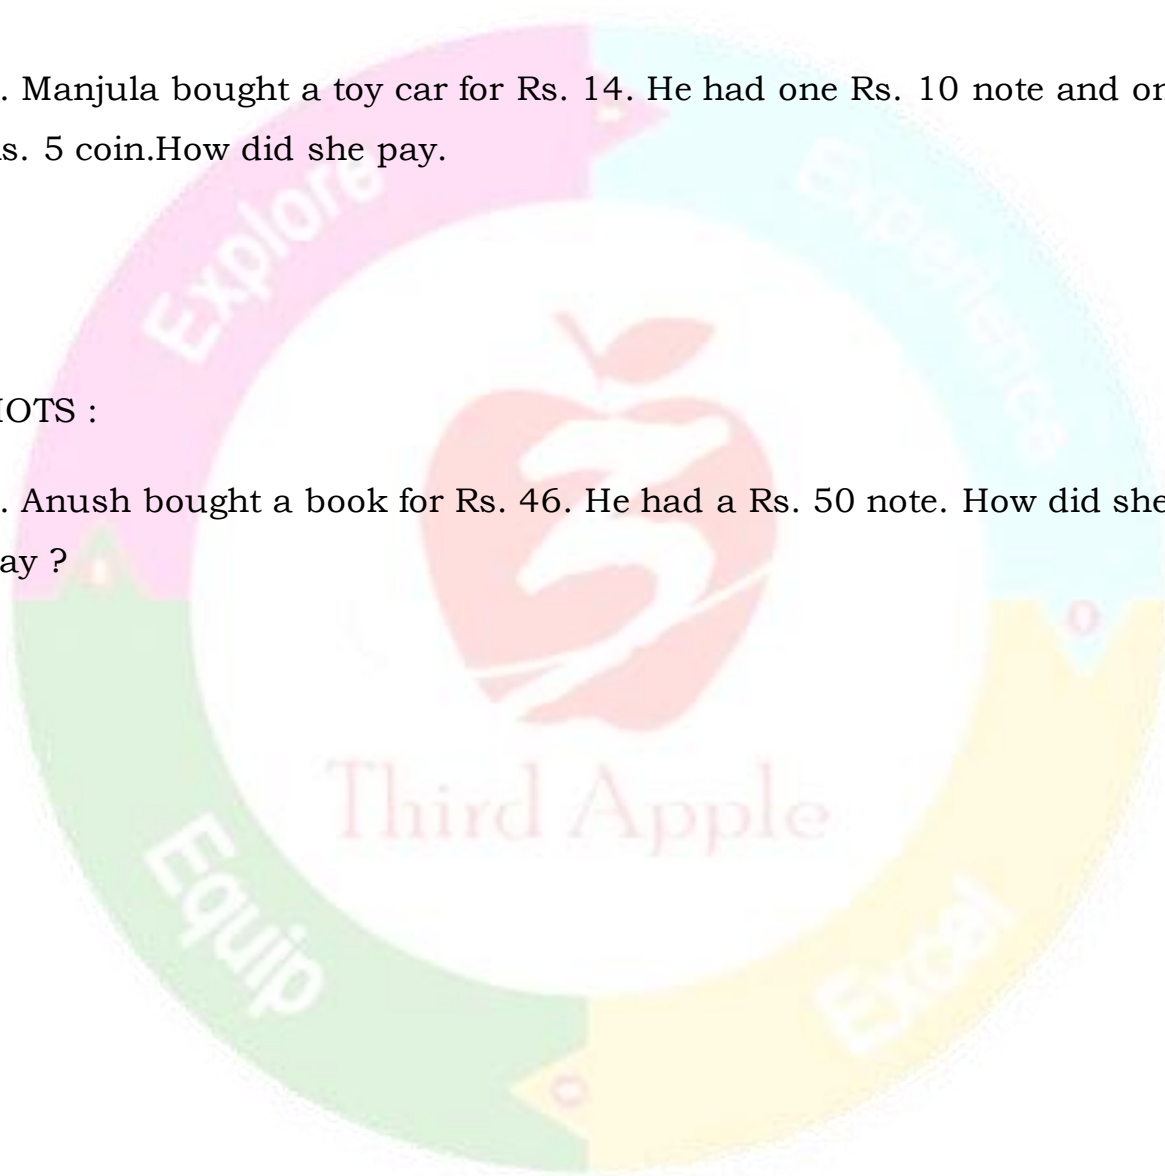 . Manjula bought a toy car for Rs. 14. He had one Rs. 10 note and on
s. 5 coin.How did she pay.
Explore
Experience
IOTS :
. Anush bought a book for Rs. 46. He had a Rs. 50 note. How did she
ay ?
Third Apple
Equip
Excel